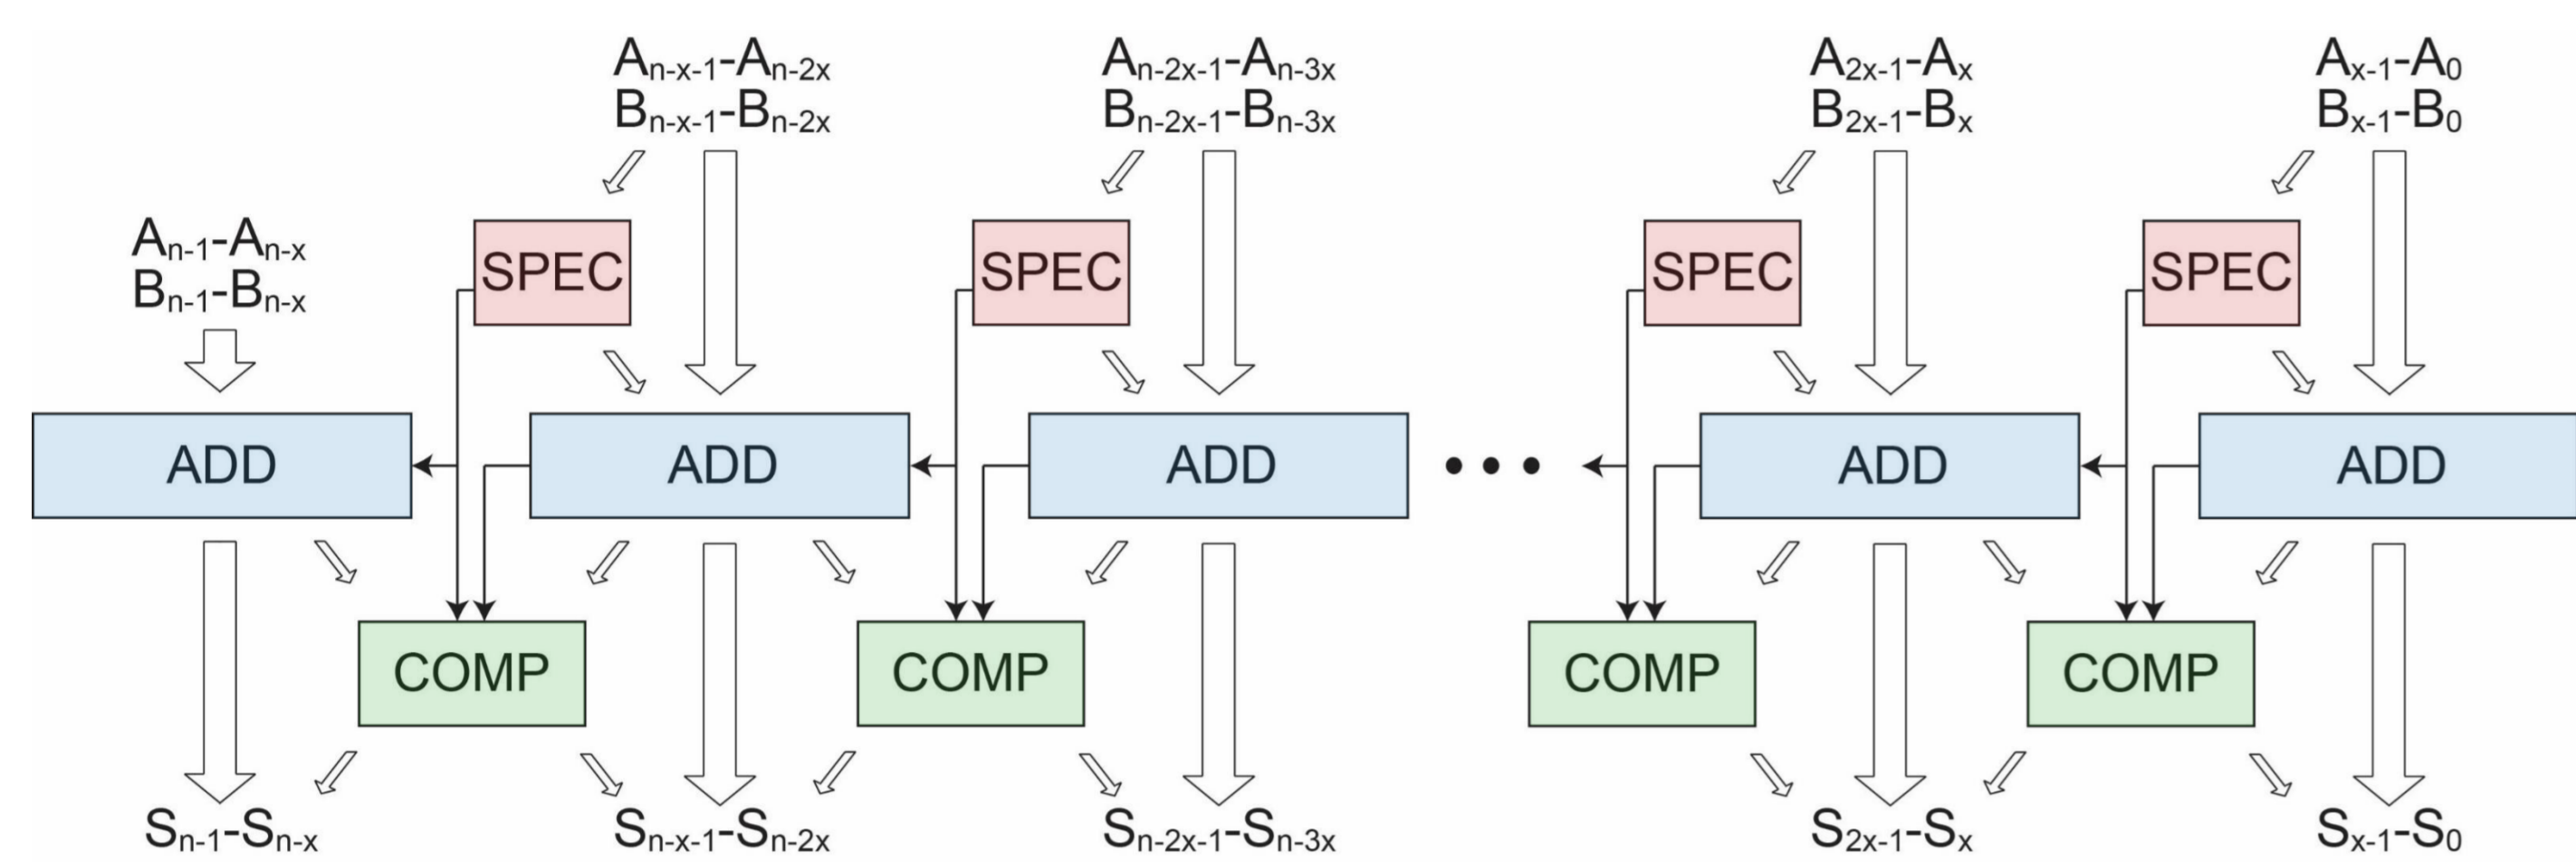 Aₙ₋ₓ₋₁-Aₙ₋₂ₓ
Bₙ₋ₓ₋₁-Bₙ₋₂ₓ
Aₙ₋₂ₓ₋₁-Aₙ₋₃ₓ
Bₙ₋₂ₓ₋₁-Bₙ₋₃ₓ
A₂ₓ₋₁-Aₓ
B₂ₓ₋₁-Bₓ
Aₓ₋₁-A₀
Bₓ₋₁-B₀
Aₙ₋₁-Aₙ₋ₓ
Bₙ₋₁-Bₙ₋ₓ
SPEC
SPEC
SPEC
SPEC
ADD
ADD
ADD
• • •
ADD
ADD
COMP
COMP
COMP
COMP
Sₙ₋₁-Sₙ₋ₓ
Sₙ₋ₓ₋₁-Sₙ₋₂ₓ
Sₙ₋₂ₓ₋₁-Sₙ₋₃ₓ
S₂ₓ₋₁-Sₓ
Sₓ₋₁-S₀